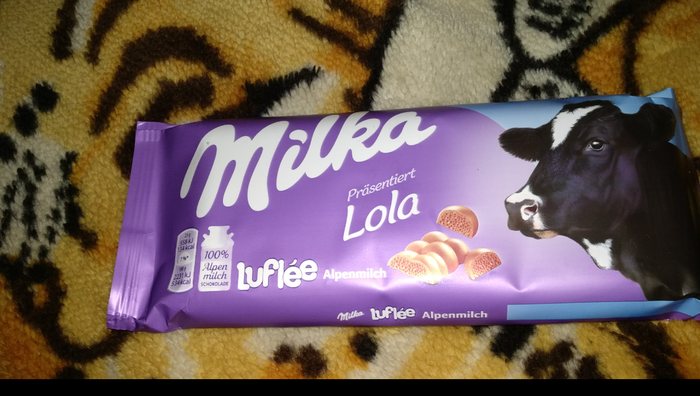 Milka
Präsentiert
Lola
100%
Alpen
milch
SCHOKOLADE
Luflée Alpenmilch
Milka Luflée Alpenmilch